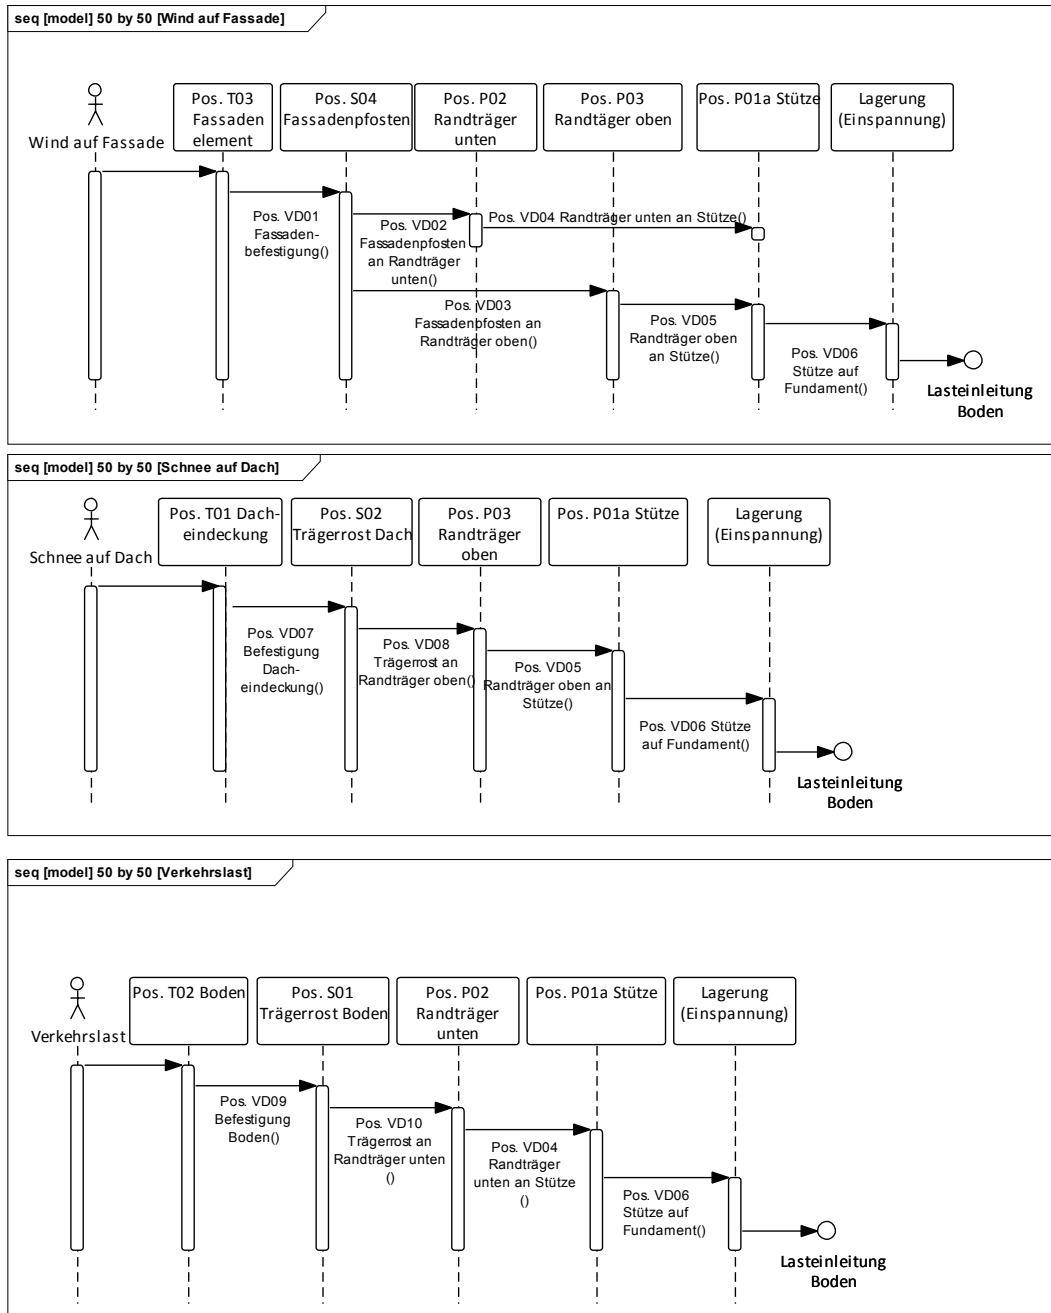 seq [model] 50 by 50 [Wind auf Fassade]
Wind auf Fassade
Pos. T03
Fassaden
element
Pos. S04
Fassadenpfosten
Pos. P02
Randträger
unten
Pos. P03
Randtäger oben
Pos. P01a Stütze
Lagerung
(Einspannung)
Pos. VD01
Fassaden-
befestigung()
Pos. VD02
Fassadenpfosten
an Randträger
unten()
Pos. VD04 Randträger unten an Stütze()
Pos. VD03
Fassadenpfosten an
Randträger oben()
Pos. VD05
Randträger oben
an Stütze()
Pos. VD06
Stütze auf
Fundament()
Lasteinleitung
Boden
seq [model] 50 by 50 [Schnee auf Dach]
Schnee auf Dach
Pos. T01 Dach-
eindeckung
Pos. S02
Trägerrost Dach
Pos. P03
Randträger
oben
Pos. P01a Stütze
Lagerung
(Einspannung)
Pos. VD07
Befestigung
Dach-
eindeckung()
Pos. VD08
Trägerrost an
Randträger oben()
Pos. VD05
Randträger oben an
Stütze()
Pos. VD06 Stütze
auf Fundament()
Lasteinleitung
Boden
seq [model] 50 by 50 [Verkehrslast]
Verkehrslast
Pos. T02 Boden
Pos. S01
Trägerrost Boden
Pos. P02
Randträger
unten
Pos. P01a Stütze
Lagerung
(Einspannung)
Pos. VD09
Befestigung
Boden()
Pos. VD10
Trägerrost an
Randträger unten
()
Pos. VD04
Randträger
unten an Stütze
()
Pos. VD06
Stütze auf
Fundament()
Lasteinleitung
Boden